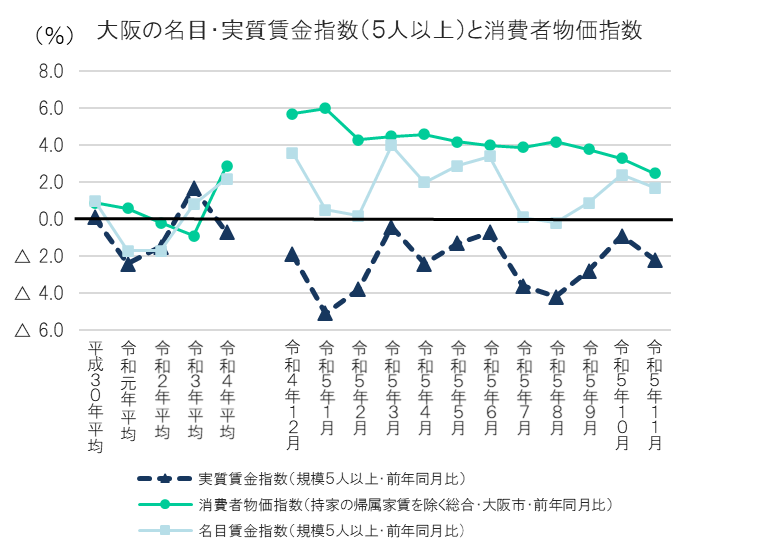 (%)
大阪の名目・実質賃金指数(5人以上)と消費者物価指数
8.0
6.0
4.0
2.0
0.0
△ 2.0
△ 4.0
△ 6.0
平成30年平均
令和元年平均
令和2年平均
令和3年平均
令和4年平均
令和4年12月
令和5年1月
令和5年2月
令和5年3月
令和5年4月
令和5年5月
令和5年6月
令和5年7月
令和5年8月
令和5年9月
令和5年10月
令和5年11月
実質賃金指数(規模5人以上・前年同月比)
消費者物価指数(持家の帰属家賃を除く総合・大阪市・前年同月比)
名目賃金指数(規模5人以上・前年同月比)